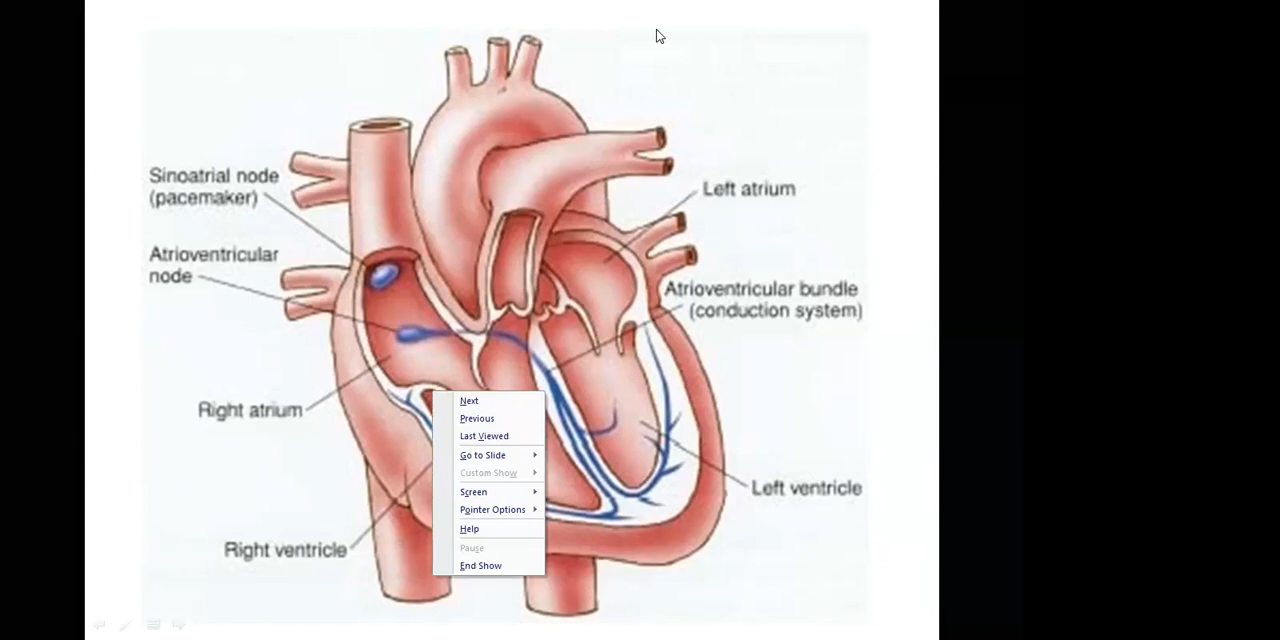 Sinoatrial node
(pacemaker)
Atrioventricular
node
Right atrium
Right ventricle
Left atrium
Atrioventricular bundle
(conduction system)
Left ventricle
Next
Previous
Last Viewed
Go to Slide
Custom Show
Screen
Pointer Options
Help
Pause
End Show